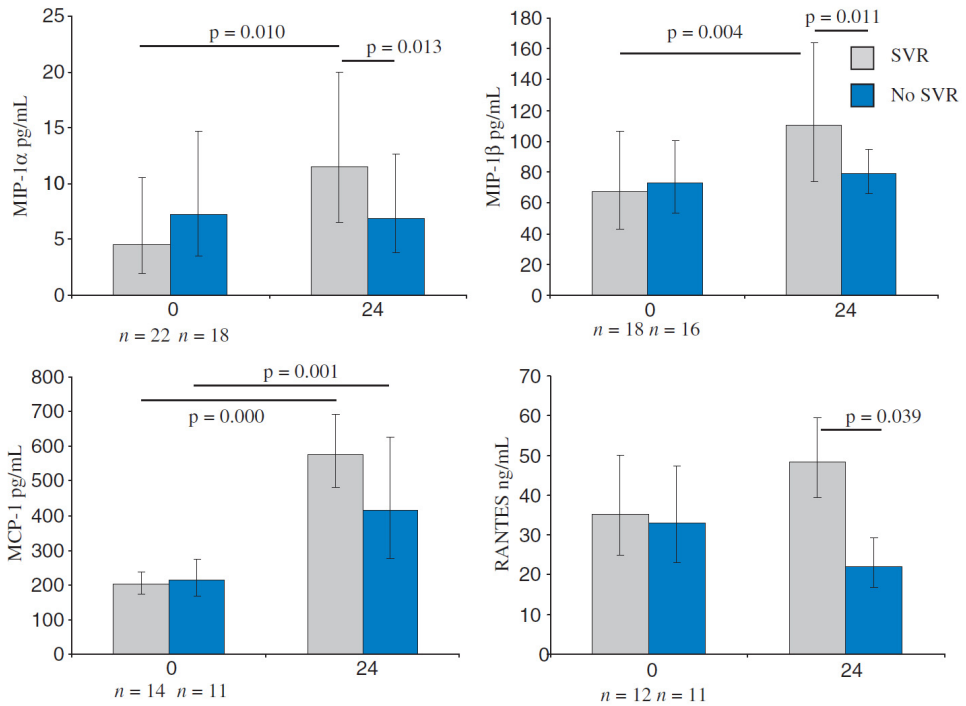 MIP-1α pg/mL
25
20
15
10
5
0
p = 0.010
p = 0.013
0
24
n = 22 n = 18
MIP-1β pg/mL
180
160
140
120
100
80
60
40
20
0
p = 0.004
p = 0.011
SVR
No SVR
0
24
n = 18 n = 16
MCP-1 pg/mL
800
700
600
500
400
300
200
100
0
p = 0.001
p = 0.000
0
24
n = 14 n = 11
RANTES ng/mL
70
60
50
40
30
20
10
0
p = 0.039
0
24
n = 12 n = 11